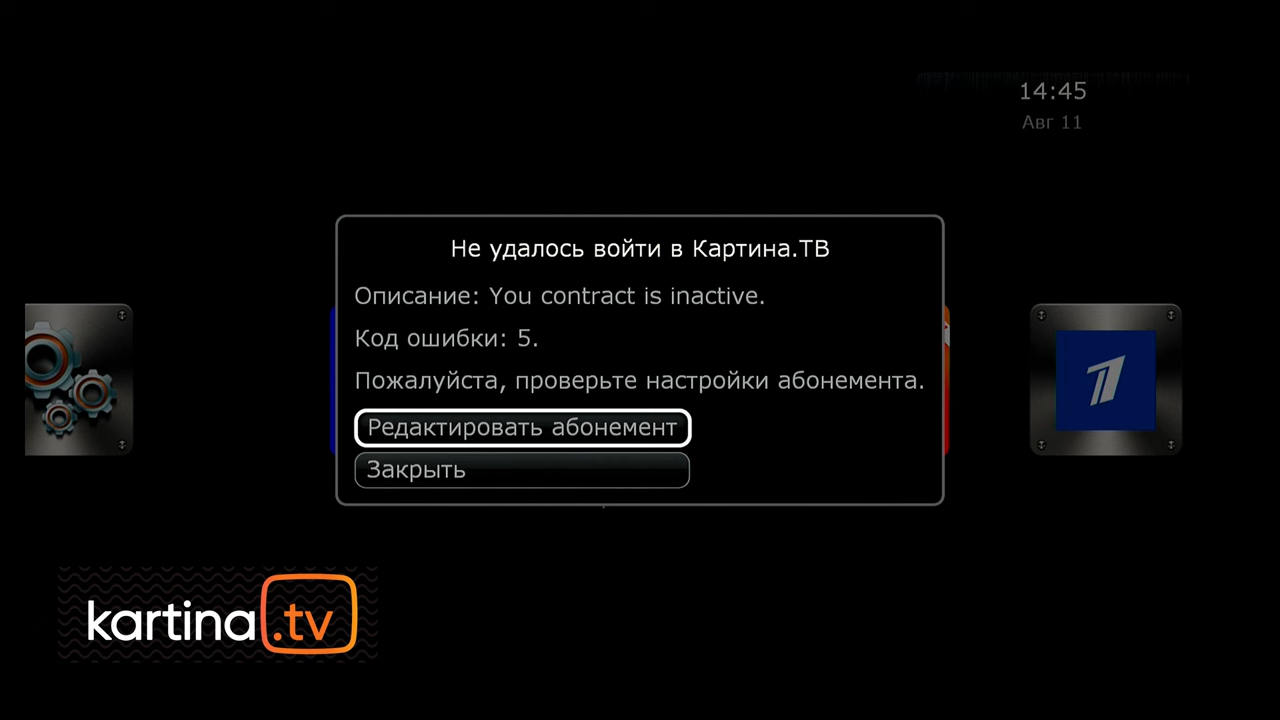 14:45
Авг 11
Не удалось войти в Картина.ТВ
Описание: You contract is inactive.
Код ошибки: 5.
Пожалуйста, проверьте настройки абонемента.
Редактировать абонемент
Закрыть
kartina.tv